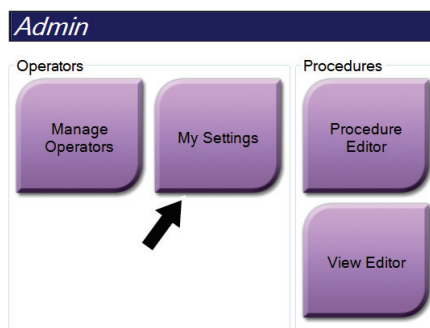 Admin
Operators
Procedures
Manage
Operators
My Settings
Procedure
Editor
View Editor